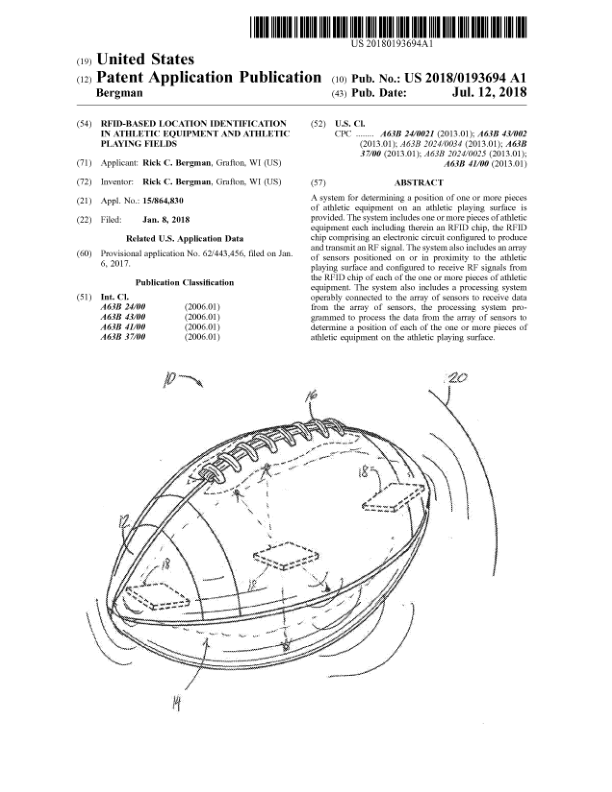 US 20180193694A1
(19) United States
(12) Patent Application Publication
Bergman
(10) Pub. No.: US 2018/0193694 A1
(43) Pub. Date: Jul. 12, 2018
(54) RFID-BASED LOCATION IDENTIFICATION
IN ATHLETIC EQUIPMENT AND ATHLETIC
PLAYING FIELDS
(71) Applicant: Rick C. Bergman, Grafton, WI (US)
(72) Inventor: Rick C. Bergman, Grafton, WI (US)
(21) Appl. No.: 15/864,830
(22) Filed: Jan. 8, 2018
Related U.S. Application Data
(60) Provisional application No. 62/443,456, filed on Jan.
6, 2017.
Publication Classification
(51) Int. Cl.
A63B 24/00 (2006.01)
A63B 43/00 (2006.01)
A63B 41/00 (2006.01)
A63B 37/00 (2006.01)
(52) U.S. Cl.
CPC ........ A63B 24/0021 (2013.01); A63B 43/002
(2013.01); A63B 2024/0034 (2013.01); A63B
37/00 (2013.01); A63B 2024/0025 (2013.01);
A63B 41/00 (2013.01)
(57) ABSTRACT
A system for determining a position of one or more pieces
of athletic equipment on an athletic playing surface is
provided. The system includes one or more pieces of athletic
equipment each including therein an RFID chip, the RFID
chip comprising an electronic circuit configured to produce
and transmit an RF signal. The system also includes an array
of sensors positioned on or in proximity to the athletic
playing surface and configured to receive RF signals from
the RFID chip of each of the one or more pieces of athletic
equipment. The system also includes a processing system
operably connected to the array of sensors to receive data
from the array of sensors, the processing system pro-
grammed to process the data from the array of sensors to
determine a position of each of the one or more pieces of
athletic equipment on the athletic playing surface.
10
20
16
18
12
18
18
14